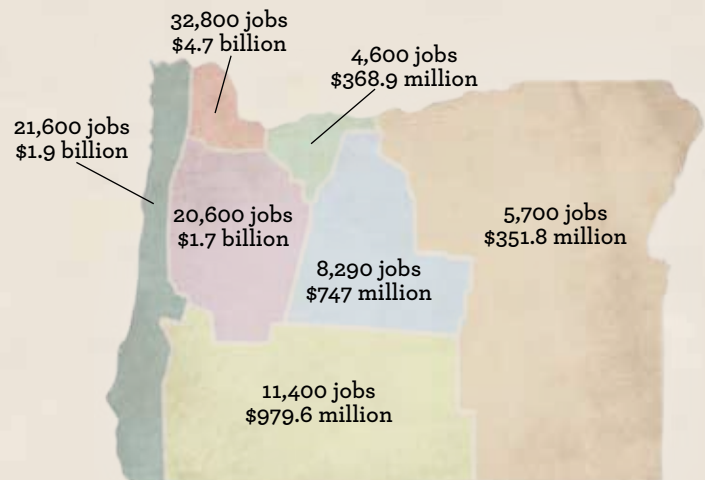 32,800 jobs
$4.7 billion
4,600 jobs
$368.9 million
21,600 jobs
$1.9 billion
20,600 jobs
$1.7 billion
5,700 jobs
$351.8 million
8,290 jobs
$747 million
11,400 jobs
$979.6 million